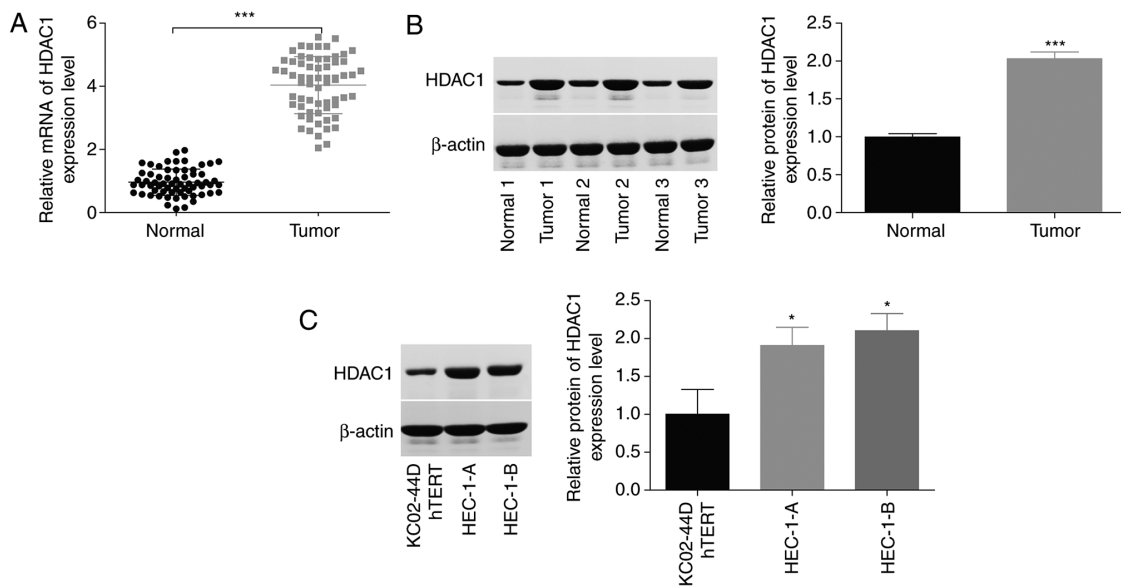 A
Relative mRNA of HDAC1
expression level
6
4
2
0
***
Normal
Tumor
B
HDAC1
β-actin
Normal 1
Tumor 1
Normal 2
Tumor 2
Normal 3
Tumor 3
Relative protein of HDAC1
expression level
2.5
2.0
1.5
1.0
0.5
0.0
***
Normal
Tumor
C
HDAC1
β-actin
KC02-44D
hTERT
HEC-1-A
HEC-1-B
Relative protein of HDAC1
expression level
2.5
2.0
1.5
1.0
0.5
0.0
*
*
KC02-44D
hTERT
HEC-1-A
HEC-1-B